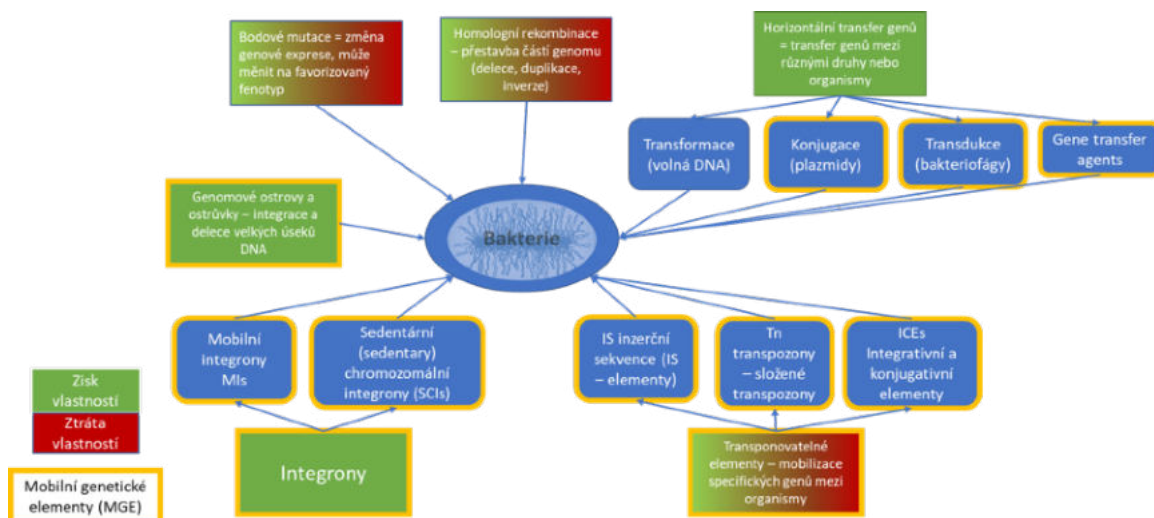 Bodové mutace = změna
genové exprese, může
měnit na favorizovaný
fenotyp
Homologní rekombinace
– přestavba částí genomu
(delece, duplikace,
inverze)
Horizontální transfer genů
= transfer genů mezi
různými druhy nebo
organismy
Transformace
(volná DNA)
Konjugace
(plazmidy)
Transdukce
(bakteriofágy)
Gene transfer
agents
Genomové ostrovy a
ostrůvky – integrace a
delece velkých úseků
DNA
Bakterie
Mobilní
integrony
MIs
Sedentární
(sedentary)
chromozomální
integrony (SCIs)
IS inzerční
sekvence (IS
– elementy)
Tn
transpozony
– složené
transpozony
ICEs
Integrativní a
konjugativní
elementy
Zisk
vlastností
Ztráta
vlastností
Mobilní genetické
elementy (MGE)
Integrony
Transponovatelné
elementy – mobilizace
specifických genů mezi
organismy